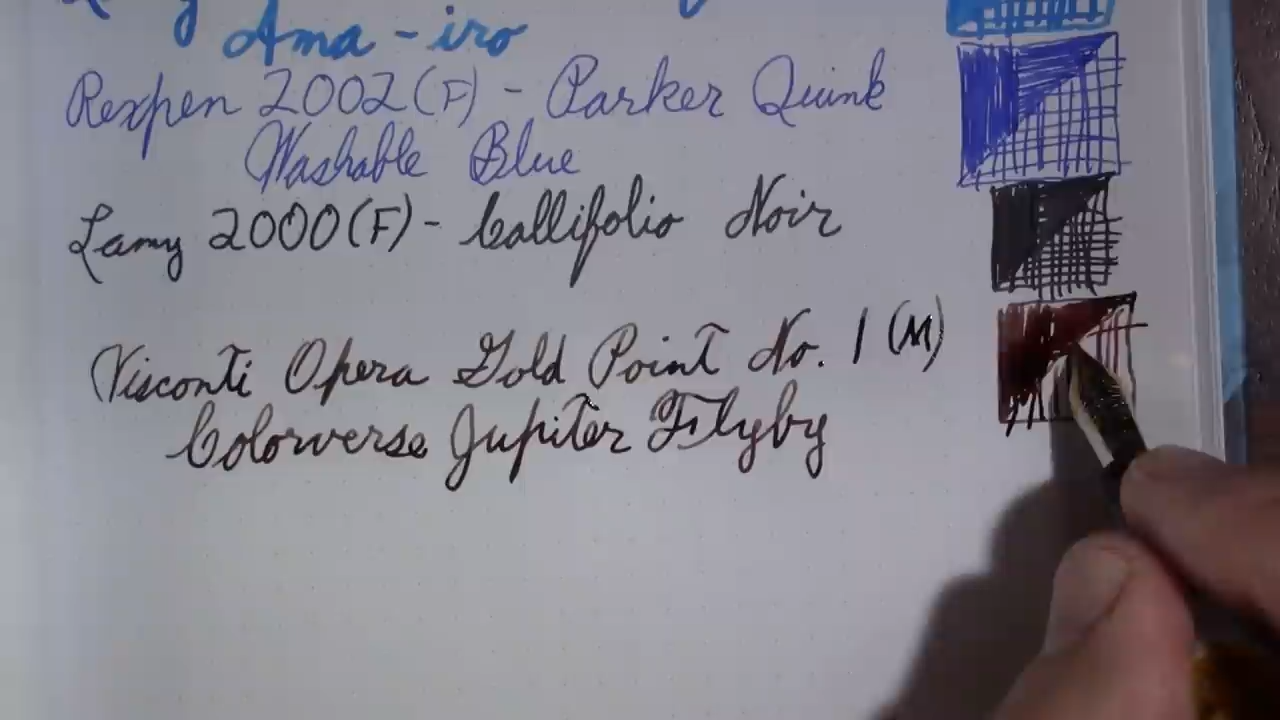 Ama-iro
Rexpen 2002 (F) - Parker Quink
Washable Blue
Lamy 2000 (F) - Callifolio Noir
Visconti Opera Gold Point No. 1 (M)
Colorverse Jupiter Flyby